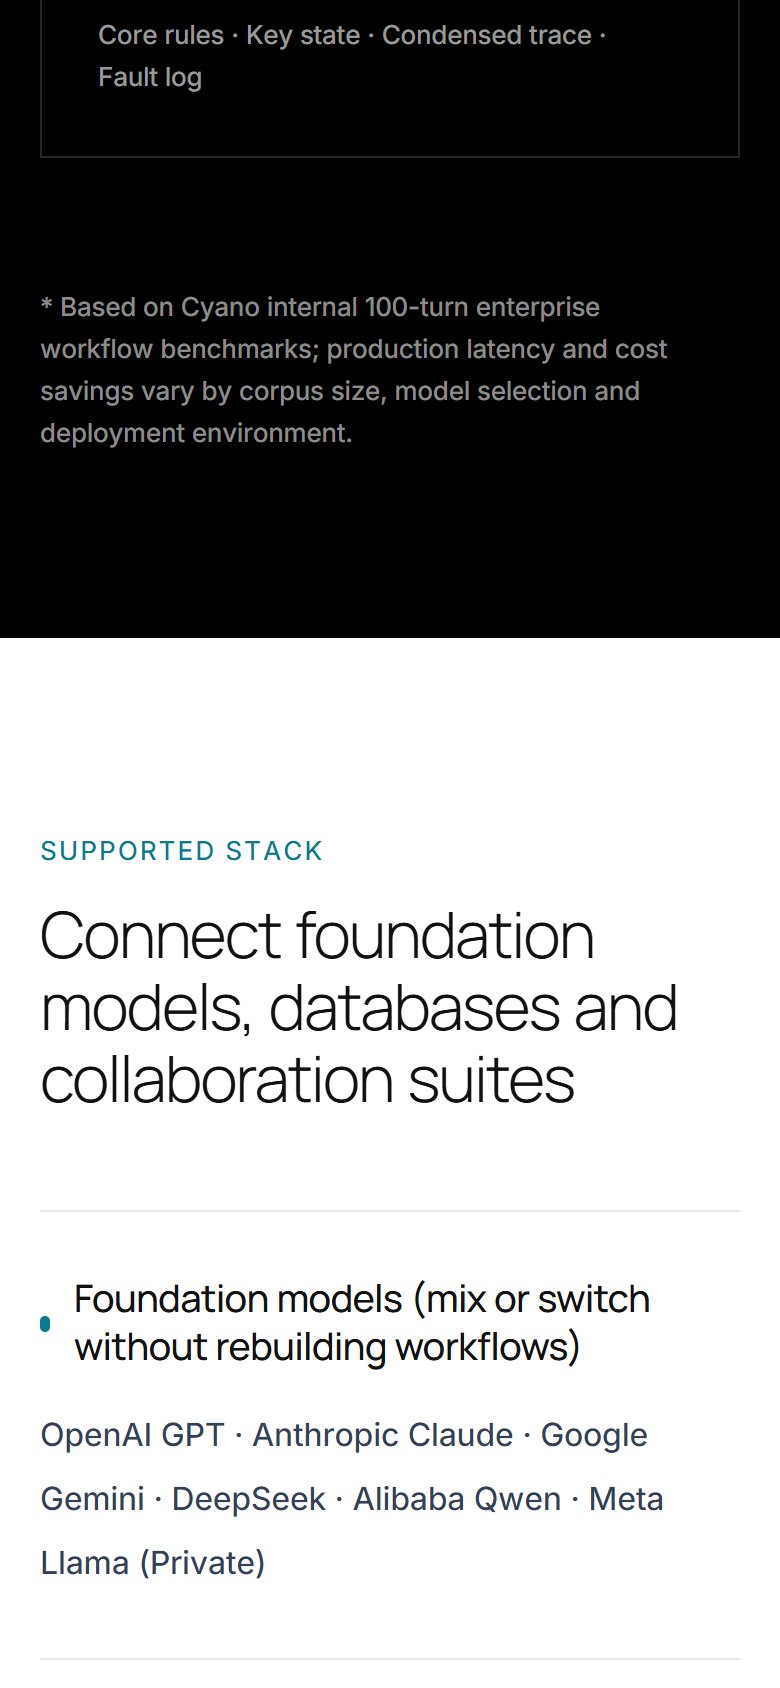 Core rules · Key state · Condensed trace ·
Fault log
* Based on Cyano internal 100-turn enterprise
workflow benchmarks; production latency and cost
savings vary by corpus size, model selection and
deployment environment.
SUPPORTED STACK
Connect foundation
models, databases and
collaboration suites
Foundation models (mix or switch
without rebuilding workflows)
OpenAI GPT · Anthropic Claude · Google
Gemini · DeepSeek · Alibaba Qwen · Meta
Llama (Private)